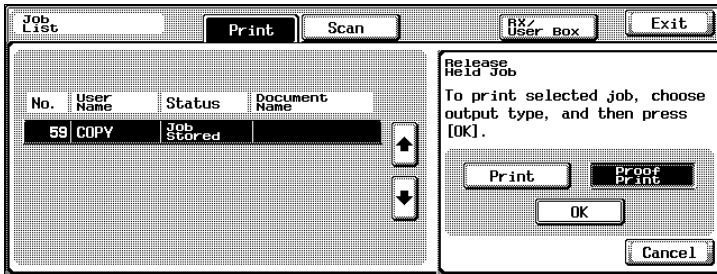 Job
List
Print
Scan
RX/
User Box
Exit
No.
User
Name
Status
Document
Name
59
COPY
Job
Stored
Release
Held Job
To print selected job, choose
output type, and then press
[OK].
Print
Proof
Print
OK
Cancel